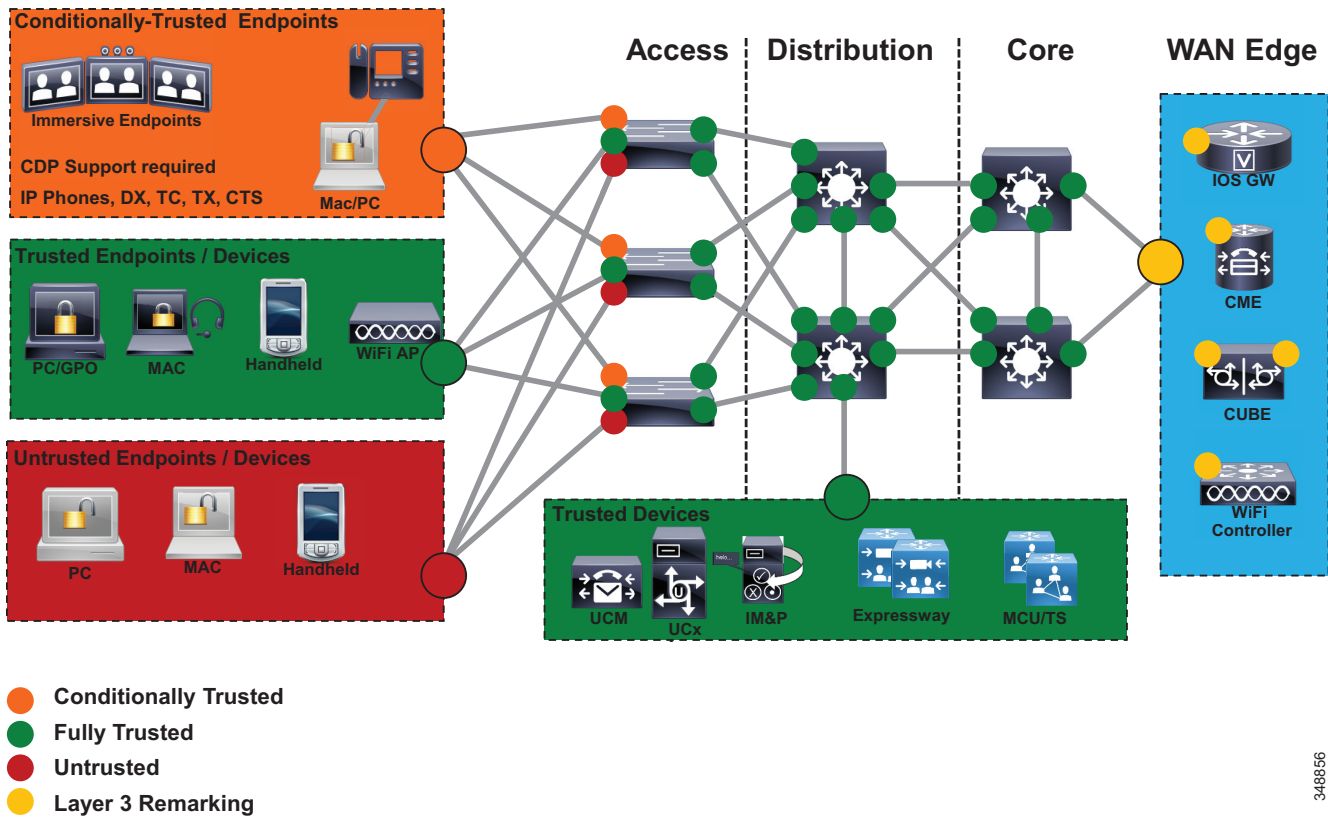 Conditionally-Trusted Endpoints
Immersive Endpoints
CDP Support required
IP Phones, DX, TC, TX, CTS
Mac/PC
Access
Distribution
Core
WAN Edge
Trusted Endpoints / Devices
PC/GPO
MAC
Handheld
WiFi AP
Untrusted Endpoints / Devices
PC
MAC
Handheld
Trusted Devices
UCM
U
UCx
helo...
IM&P
Expressway
MCU/TS
V
IOS GW
CME
CUBE
WiFi
Controller
Conditionally Trusted
Fully Trusted
Untrusted
Layer 3 Remarking
348856